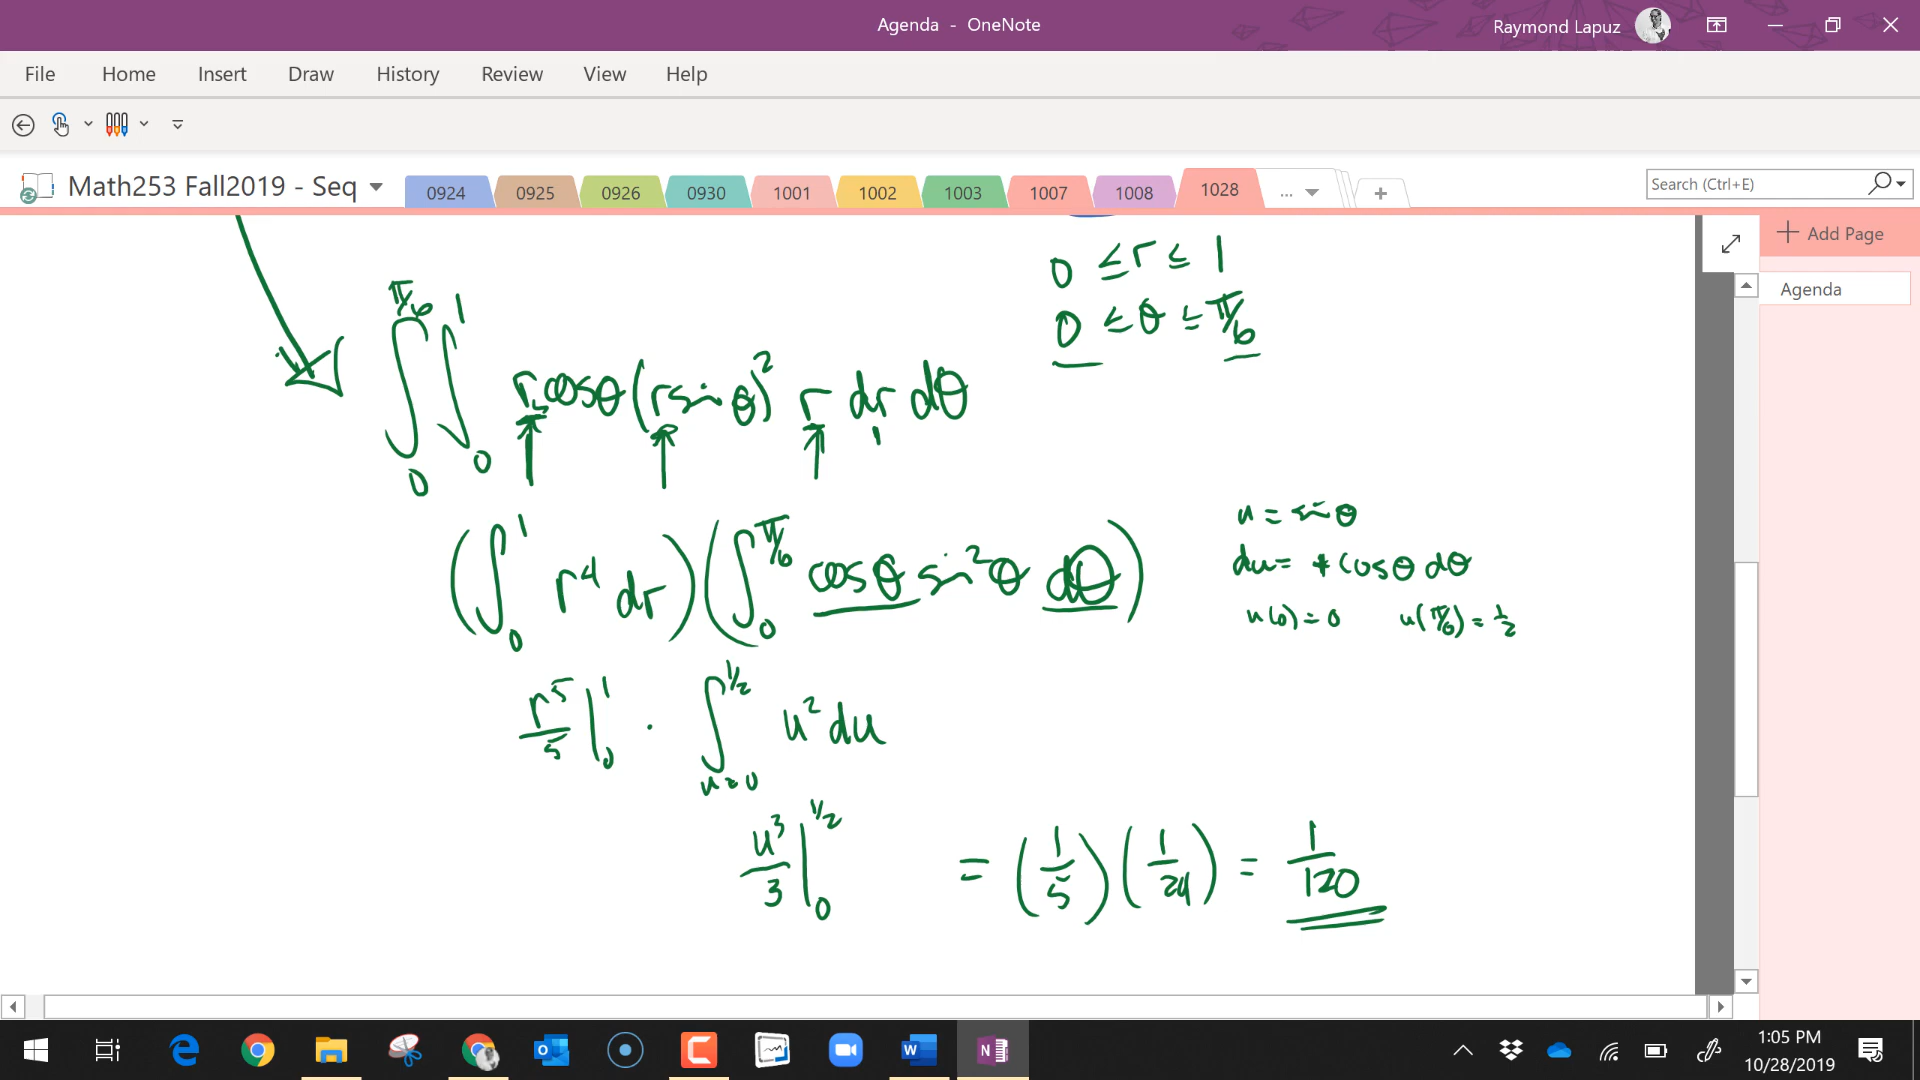 Agenda - OneNote
Raymond Lapuz
File Home Insert Draw History Review View Help
Math253 Fall2019 - Seq
0924 0925 0926 0930 1001 1002 1003 1007 1008 1028 ... +
Search (Ctrl+E)
Add Page
Agenda
0 ≤ r ≤ 1
0 ≤ θ ≤ π/6
∫₀^{π/6} ∫₀^1 r cosθ (r sin θ)² r dr dθ
(∫₀^1 r⁴ dr)(∫₀^{π/6} cosθ sin²θ dθ)
u = sin θ
du = + cosθ dθ
u(0) = 0 u(π/6) = 1/2
r⁵/5 |₀^1 · ∫_{u=0}^{1/2} u² du
u³/3 |₀^{1/2} = (1/5)(1/24) = 1/120
1:05 PM
10/28/2019